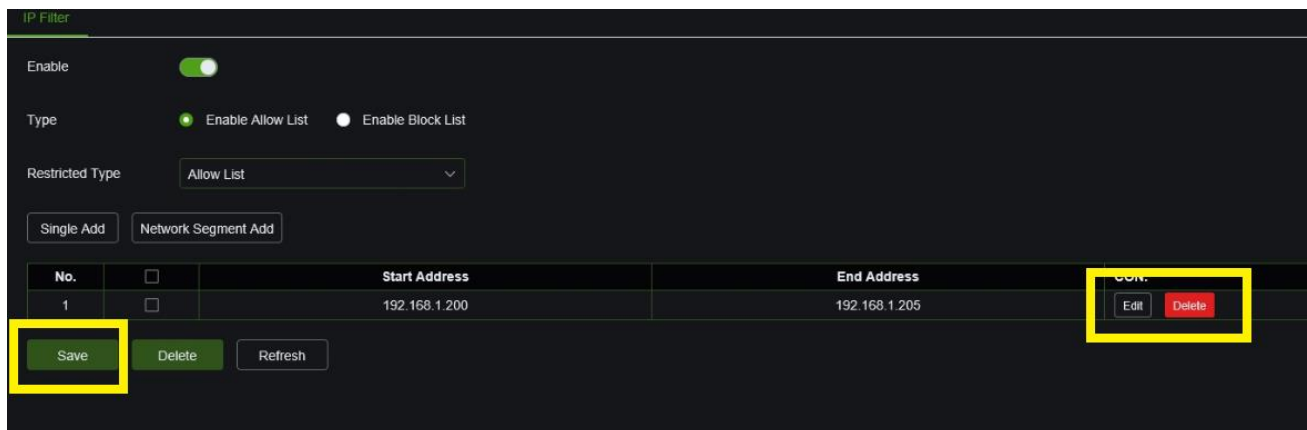 IP Filter
Enable
Type Enable Allow List Enable Block List
Restricted Type Allow List
Single Add Network Segment Add
No. Start Address End Address CON.
1 192.168.1.200 192.168.1.205 Edit Delete
Save Delete Refresh